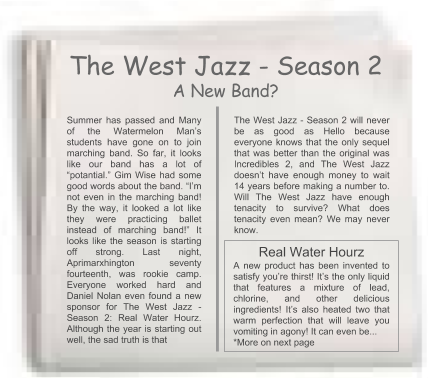 The West Jazz - Season 2
A New Band?
Summer has passed and Many
of the Watermelon Man's
students have gone on to join
marching band. So far, it looks
like our band has a lot of
"potantial." Gim Wise had some
good words about the band. "I'm
not even in the marching band!
By the way, it looked a lot like
they were practicing ballet
instead of marching band!" It
looks like the season is starting
off strong. Last night,
Aprimarxhington seventy
fourteenth, was rookie camp.
Everyone worked hard and
Daniel Nolan even found a new
sponsor for The West Jazz -
Season 2: Real Water Hourz.
Although the year is starting out
well, the sad truth is that
The West Jazz - Season 2 will never
be as good as Hello because
everyone knows that the only sequel
that was better than the original was
Incredibles 2, and The West Jazz
doesn't have enough money to wait
14 years before making a number to.
Will The West Jazz have enough
tenacity to survive? What does
tenacity even mean? We may never
know.
Real Water Hourz
A new product has been invented to
satisfy you're thirst! It's the only liquid
that features a mixture of lead,
chlorine, and other delicious
ingredients! It's also heated two that
warm perfection that will leave you
vomiting in agony! It can even be...
*More on next page